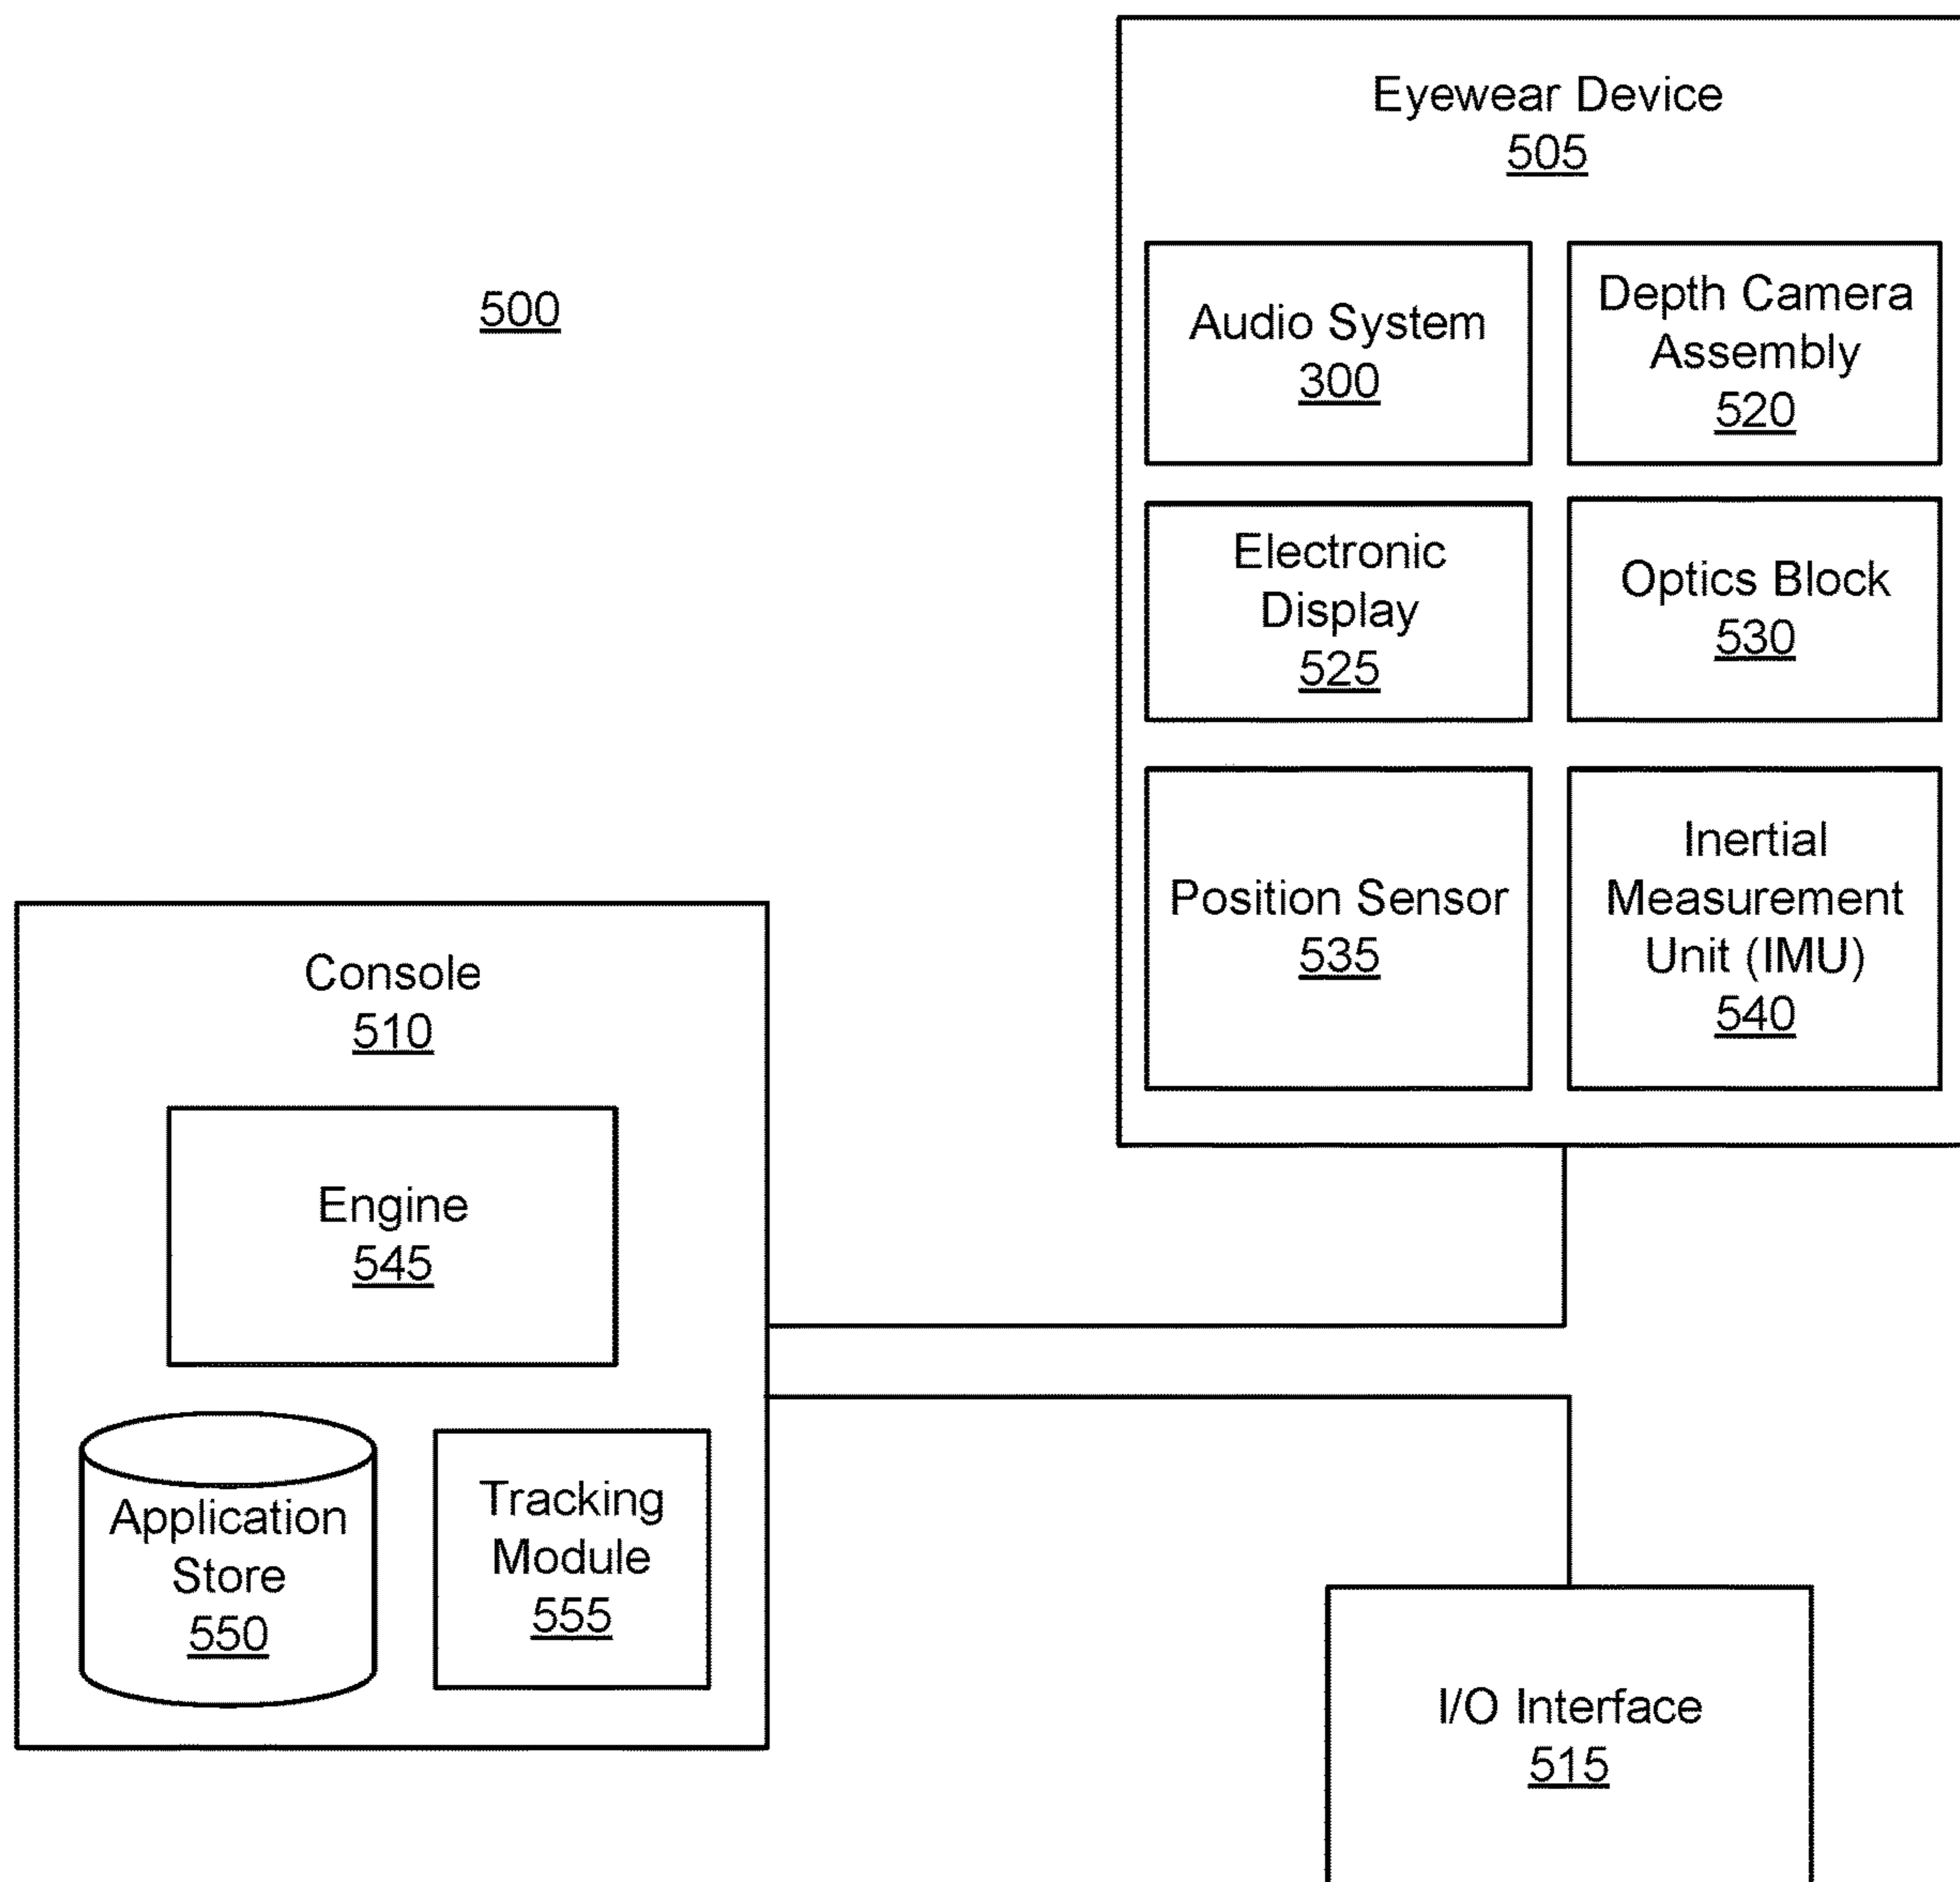 500
Eyewear Device
505
Audio System
300
Depth Camera
Assembly
520
Electronic
Display
525
Optics Block
530
Position Sensor
535
Inertial
Measurement
Unit (IMU)
540
Console
510
Engine
545
Application
Store
550
Tracking
Module
555
I/O Interface
515